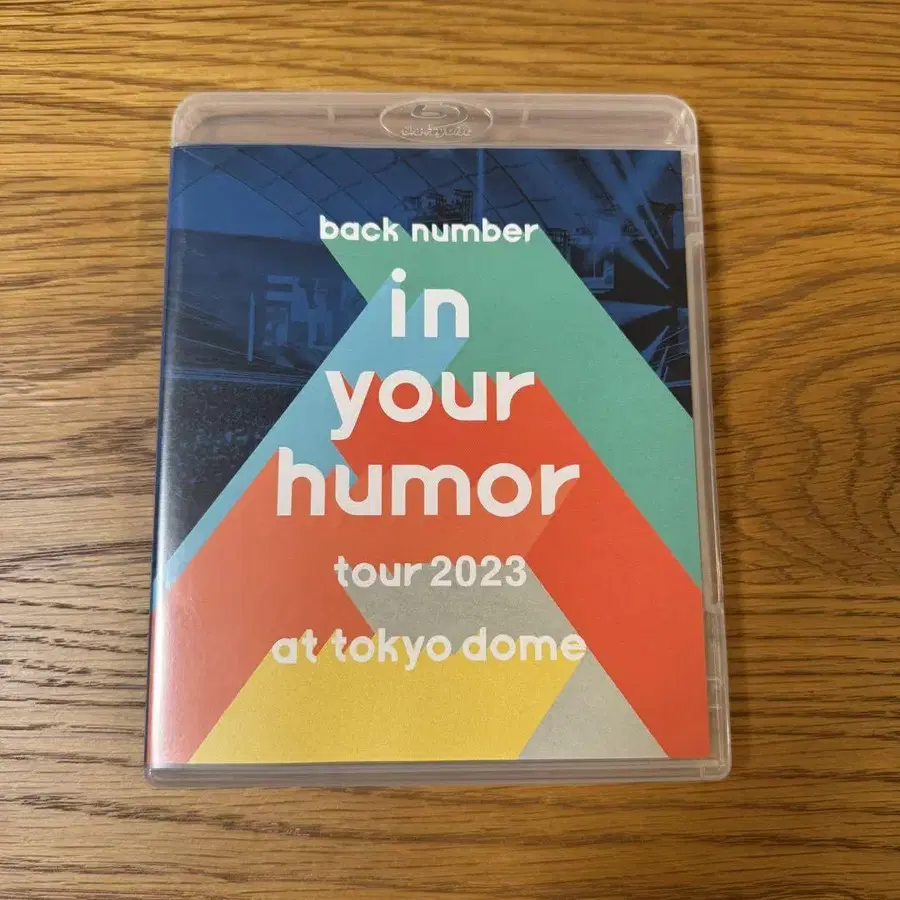 back number
in
your
humor
tour 2023
at tokyo dome